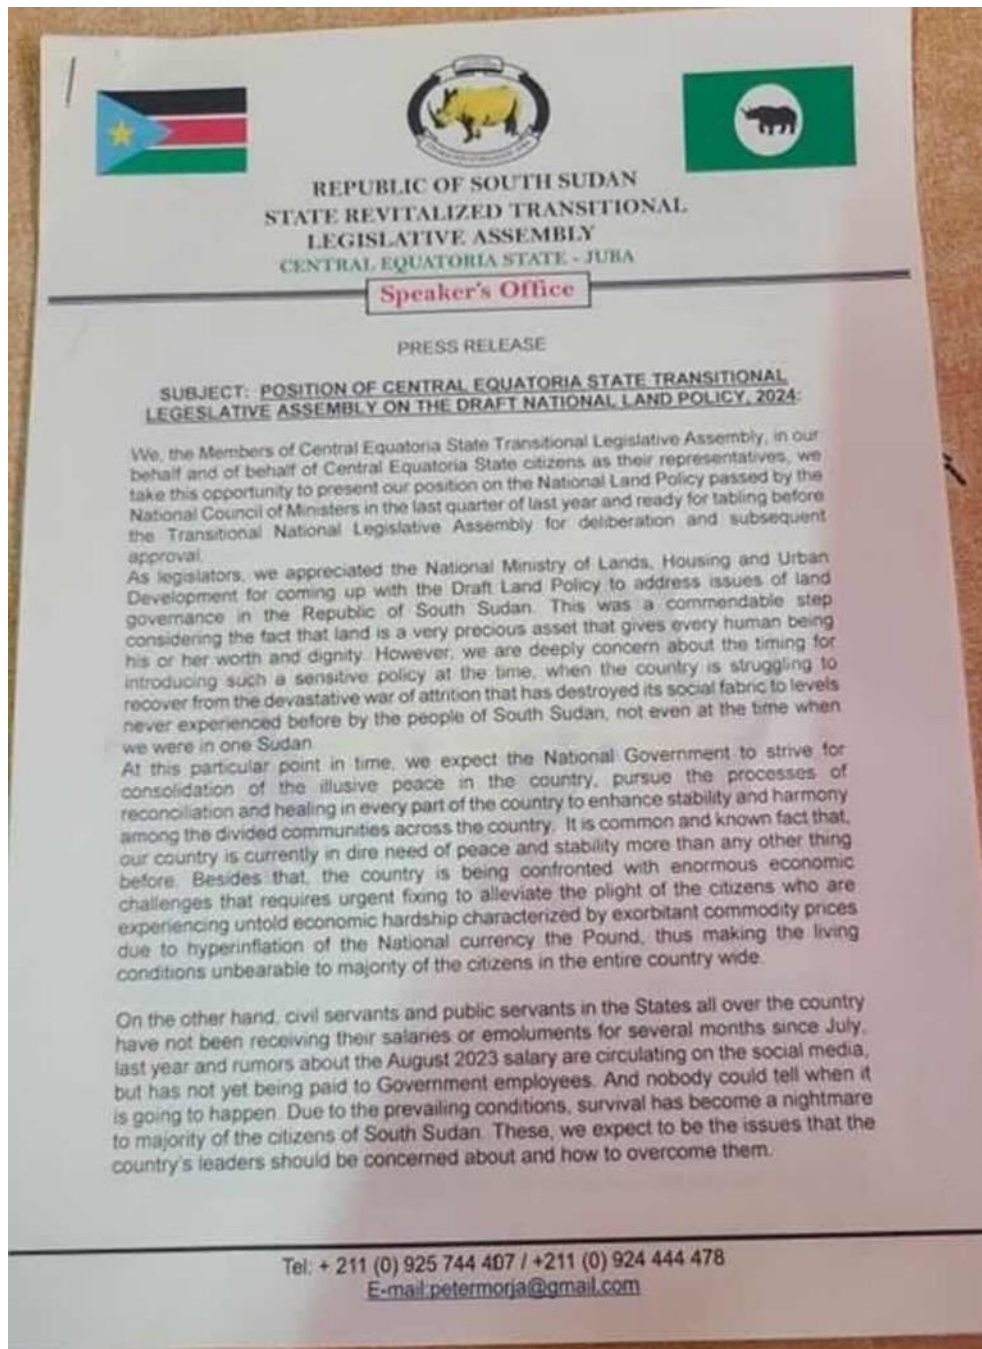 REPUBLIC OF SOUTH SUDAN
STATE REVITALIZED TRANSITIONAL
LEGISLATIVE ASSEMBLY
CENTRAL EQUATORIA STATE - JUBA
Speaker's Office
PRESS RELEASE
SUBJECT: POSITION OF CENTRAL EQUATORIA STATE TRANSITIONAL
LEGESLATIVE ASSEMBLY ON THE DRAFT NATIONAL LAND POLICY, 2024:
We, the Members of Central Equatoria State Transitional Legislative Assembly, in our
behalf and of behalf of Central Equatoria State citizens as their representatives, we
take this opportunity to present our position on the National Land Policy passed by the
National Council of Ministers in the last quarter of last year and ready for tabling before
the Transitional National Legislative Assembly for deliberation and subsequent
approval.
As legislators, we appreciated the National Ministry of Lands, Housing and Urban
Development for coming up with the Draft Land Policy to address issues of land
governance in the Republic of South Sudan. This was a commendable step
considering the fact that land is a very precious asset that gives every human being
his or her worth and dignity. However, we are deeply concern about the timing for
introducing such a sensitive policy at the time, when the country is struggling to
recover from the devastative war of attrition that has destroyed its social fabric to levels
never experienced before by the people of South Sudan, not even at the time when
we were in one Sudan.
At this particular point in time, we expect the National Government to strive for
consolidation of the illusive peace in the country, pursue the processes of
reconciliation and healing in every part of the country to enhance stability and harmony
among the divided communities across the country. It is common and known fact that,
our country is currently in dire need of peace and stability more than any other thing
before. Besides that, the country is being confronted with enormous economic
challenges that requires urgent fixing to alleviate the plight of the citizens who are
experiencing untold economic hardship characterized by exorbitant commodity prices
due to hyperinflation of the National currency the Pound, thus making the living
conditions unbearable to majority of the citizens in the entire country wide.
On the other hand, civil servants and public servants in the States all over the country
have not been receiving their salaries or emoluments for several months since July,
last year and rumors about the August 2023 salary are circulating on the social media,
but has not yet being paid to Government employees. And nobody could tell when it
is going to happen. Due to the prevailing conditions, survival has become a nightmare
to majority of the citizens of South Sudan. These, we expect to be the issues that the
country's leaders should be concerned about and how to overcome them.
Tel: + 211 (0) 925 744 407 / +211 (0) 924 444 478
E-mail:petermorja@gmail.com